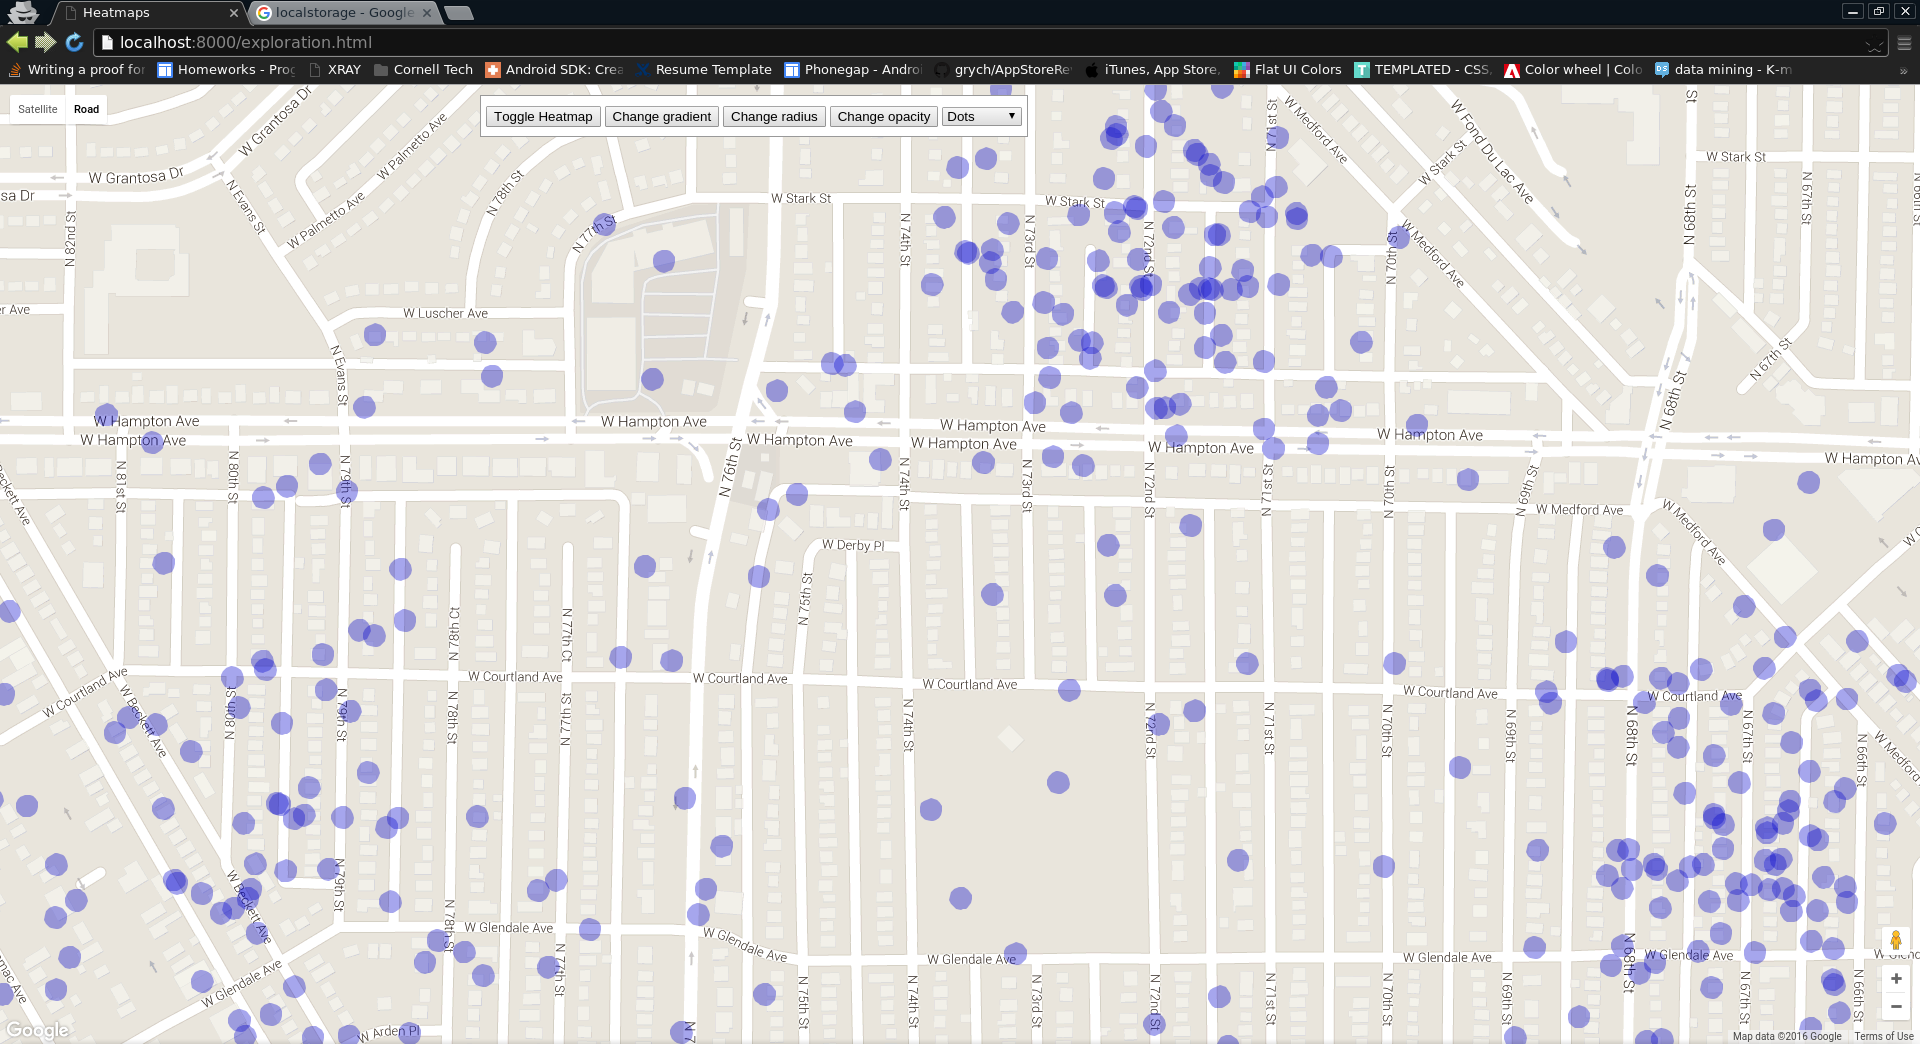 Heatmaps
localstorage - Google
localhost:8000/exploration.html
Writing a proof for
Homeworks - Prog
XRAY
Cornell Tech
Android SDK: Crea
Resume Template
Phonegap - Androi
grych/AppStoreRe
iTunes, App Store,
Flat UI Colors
TEMPLATED - CSS,
Color wheel | Colo
data mining - K-m
Satellite Road
Toggle Heatmap Change gradient Change radius Change opacity Dots
W Grantosa Dr
W Grantosa Dr
sa Dr
W Palmetto Ave
W Palmetto Ave
N Evans St
N 82nd St
N 78th St
N 77th St
W Stark St
W Stark St
W Stark St
W Stark St
N 71st St
W Medford Ave
W Medford Ave
W Fond Du Lac Ave
N 68th St
N 67th St
N 66th St
N 74th St
N 73rd St
N 72nd St
N 70th St
er Ave
W Luscher Ave
N Evans St
N 67th St
N 68th St
W Hampton Ave
W Hampton Ave
W Hampton Ave
W Hampton Ave
W Hampton Ave
W Hampton Ave
W Hampton Ave
W Hampton Ave
W Hampton Av
Beckett Ave
N 81st St
N 80th St
N 79th St
N 76th St
N 74th St
N 73rd St
N 72nd St
N 71st St
N 70th St
N 69th St
W Medford Ave
W Medford Ave
W Derby Pl
N 75th St
N 78th Ct
N 77th Ct
W Courtland Ave
W Courtland Ave
W Courtland Ave
W Courtland Ave
W Courtland Ave
W Courtland Ave
W Beckett Ave
N 80th St
N 79th St
N 78th St
N 77th St
N 74th St
N 72nd St
N 71st St
N 70th St
N 69th St
N 68th St
N 67th St
N 66th St
W Medford
W Beckett Ave
N 79th St
N 78th St
N 77th St
W Glendale Ave
W Glendale Ave
W Glendale Ave
W Glendale Ave
W Glendale Ave
W Glendale Ave
W Glend
N 75th St
N 74th St
N 73rd St
N 72nd St
N 71st St
N 70th St
N 69th St
N 68th St
N 67th St
N 66th St
W Arden Pl
N 7
Google
Map data ©2016 Google Terms of Use